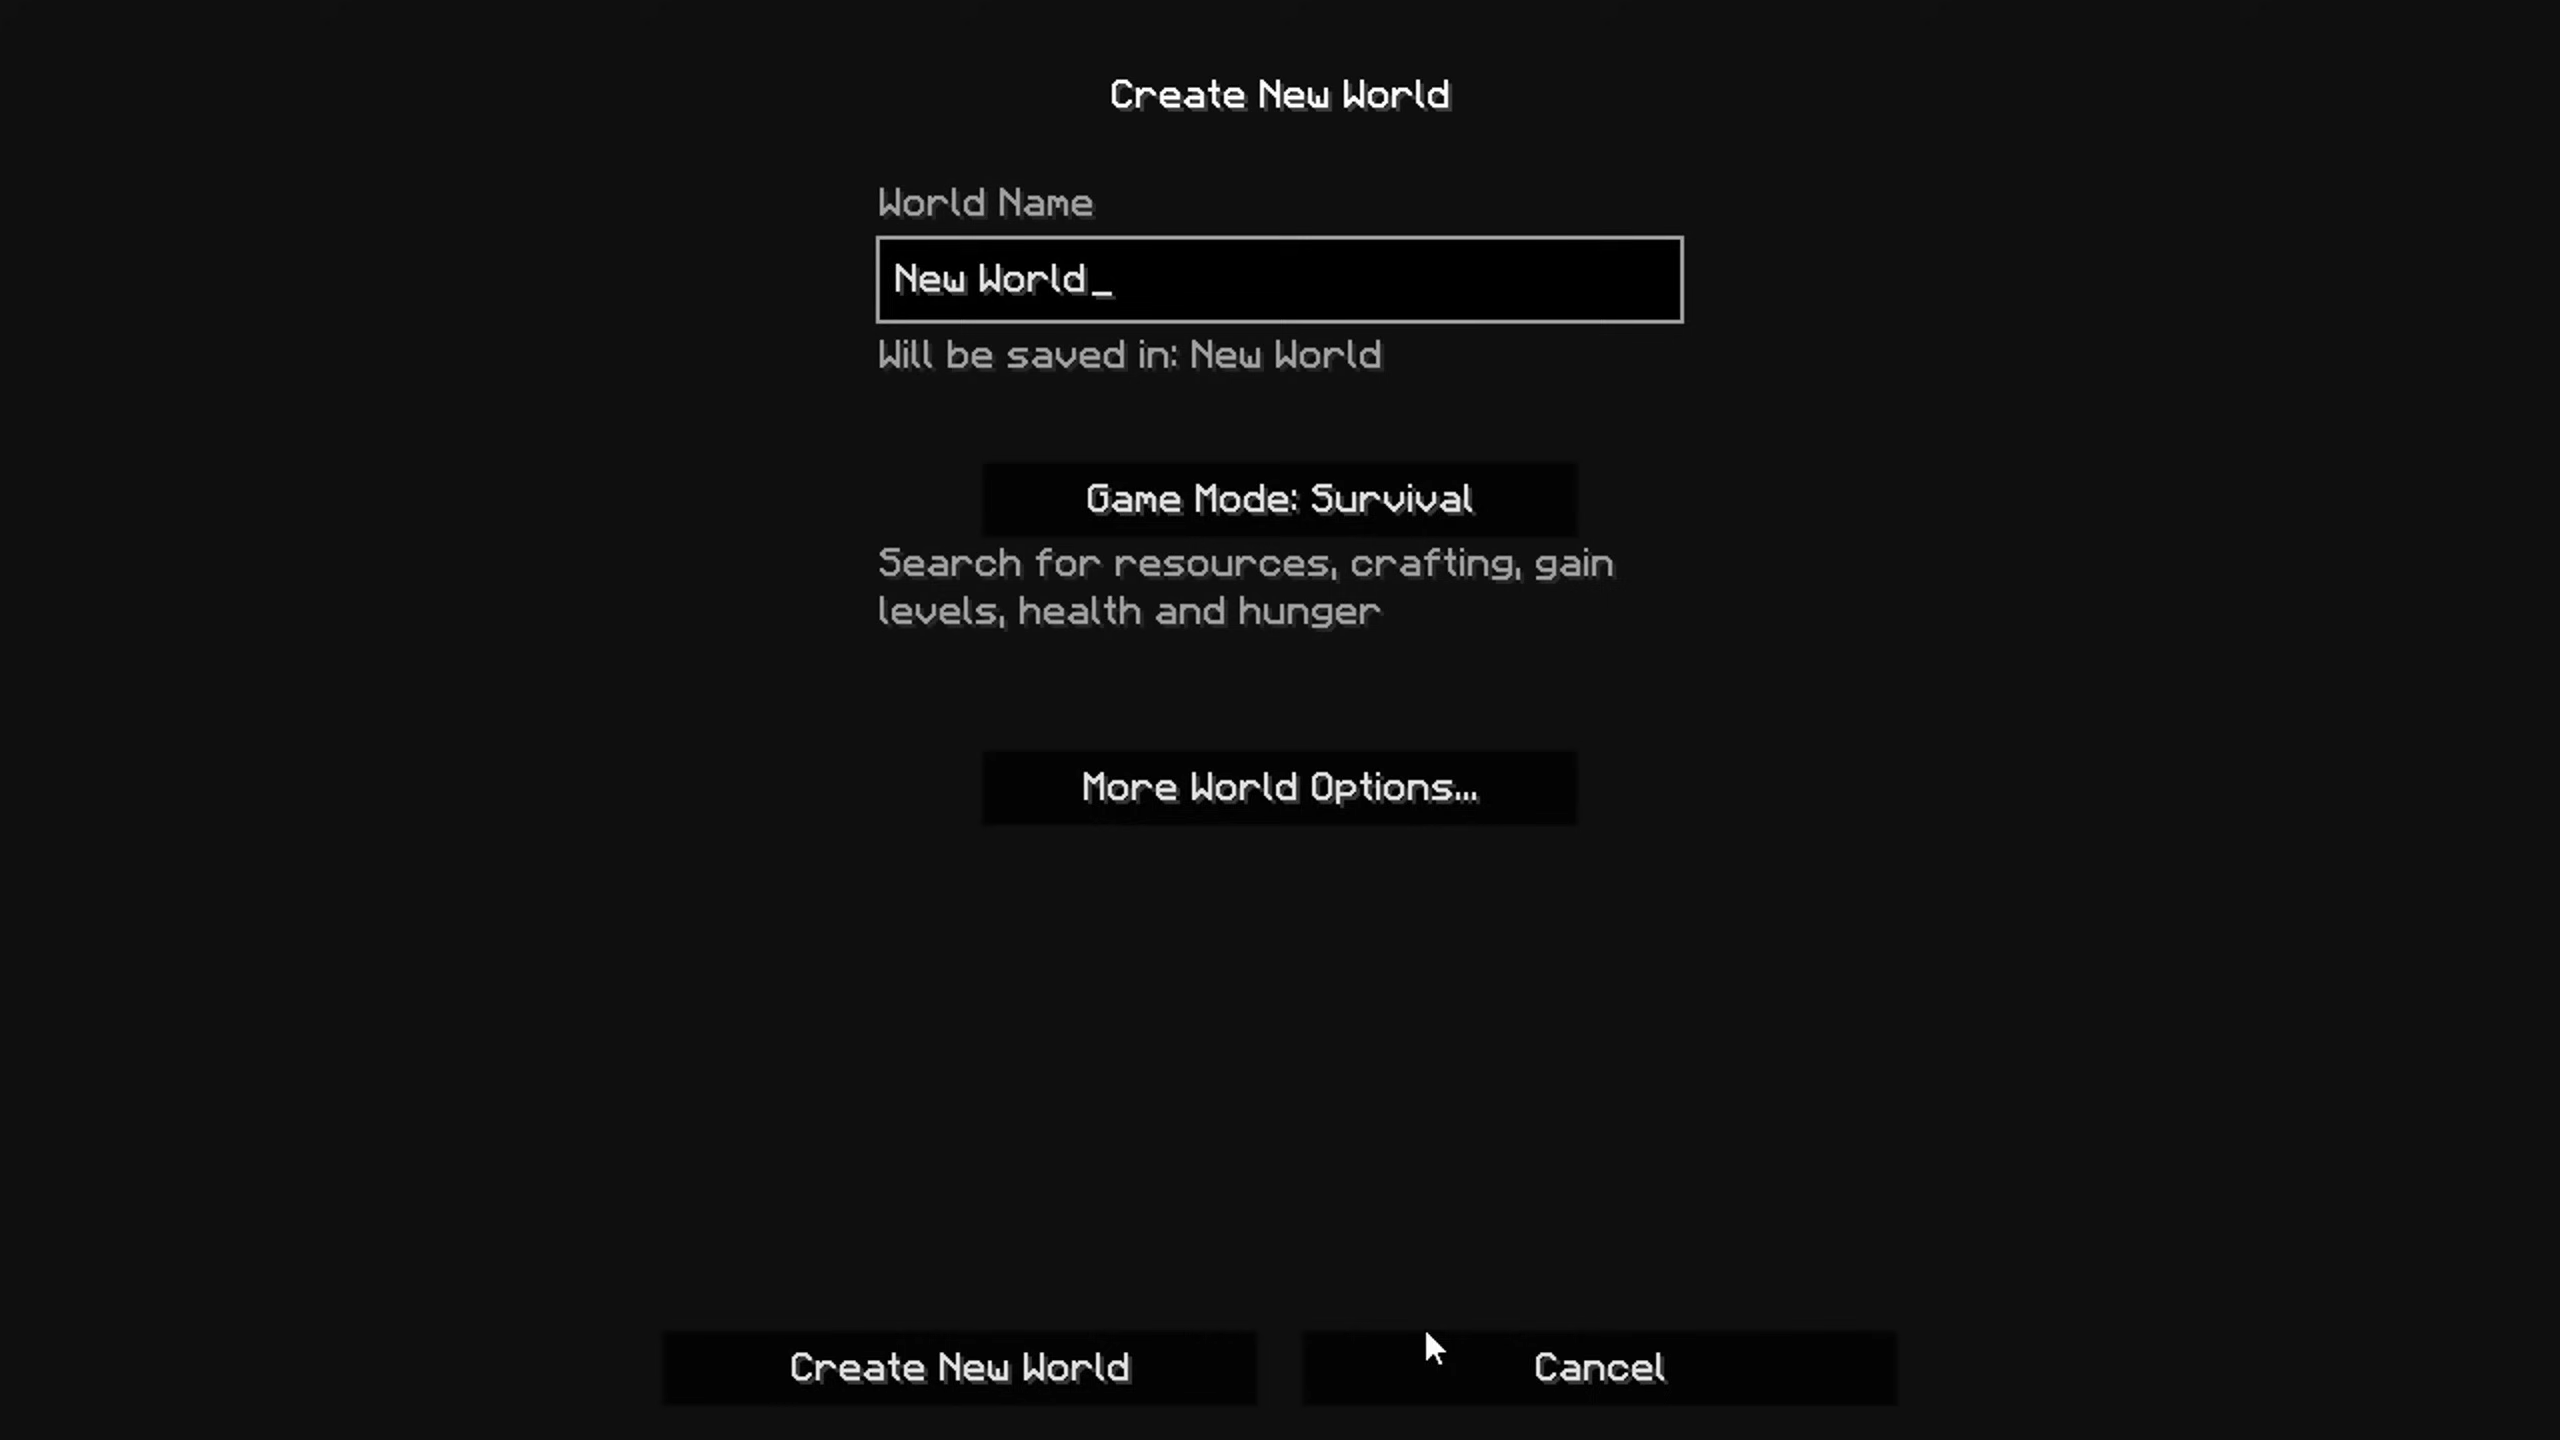 Create New World
World Name
New World_
Will be saved in: New World
Game Mode: Survival
Search for resources, crafting, gain
levels, health and hunger
More World Options...
Create New World
Cancel